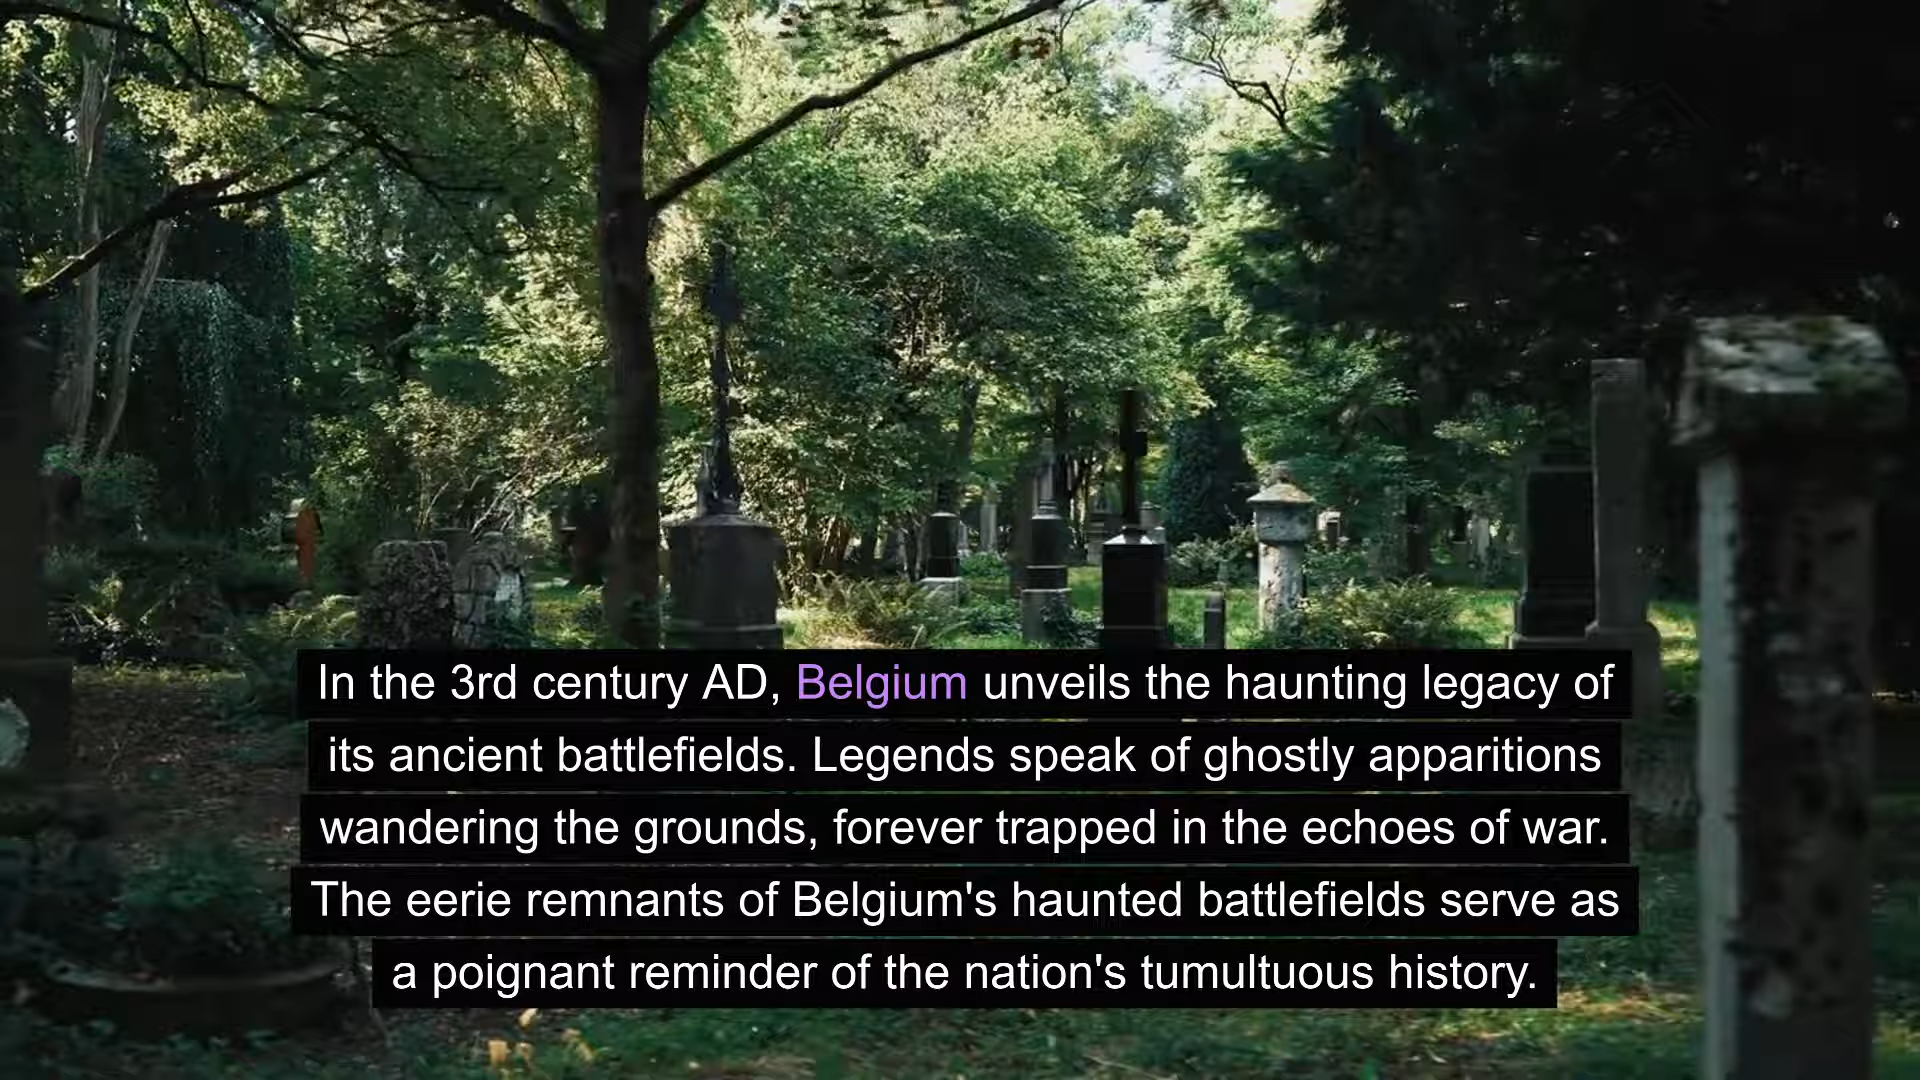 In the 3rd century AD, Belgium unveils the haunting legacy of
its ancient battlefields. Legends speak of ghostly apparitions
wandering the grounds, forever trapped in the echoes of war.
The eerie remnants of Belgium's haunted battlefields serve as
a poignant reminder of the nation's tumultuous history.